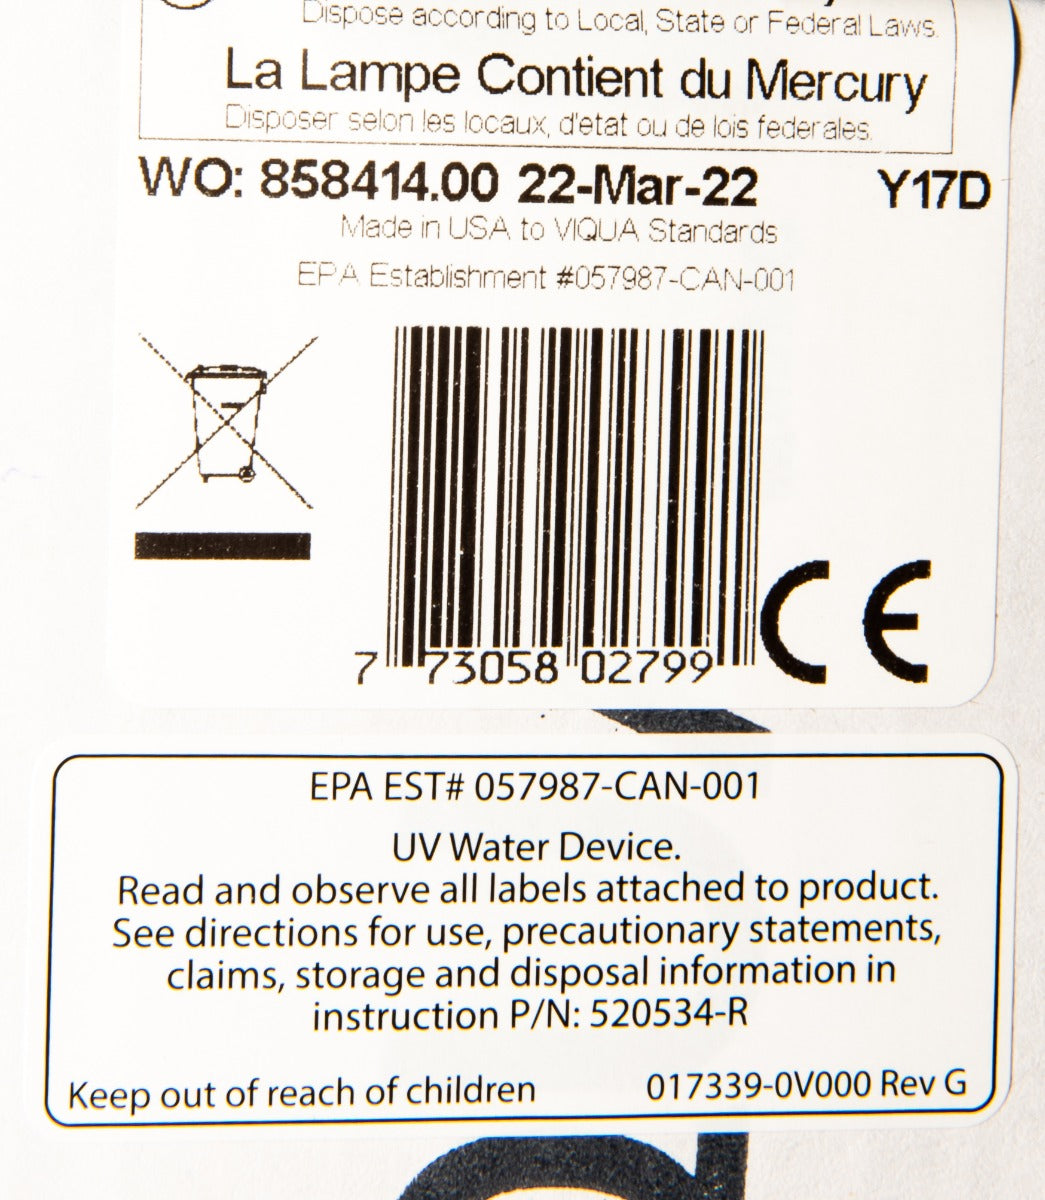 Dispose according to Local, State or Federal Laws.
La Lampe Contient du Mercury
Disposer selon les locaux, d'etat ou de lois federales.
WO: 858414.00 22-Mar-22 Y17D
Made in USA to VIQUA Standards
EPA Establishment #057987-CAN-001
7 73058 02799
CE
EPA EST# 057987-CAN-001
UV Water Device.
Read and observe all labels attached to product.
See directions for use, precautionary statements,
claims, storage and disposal information in
instruction P/N: 520534-R
Keep out of reach of children 017339-0V000 Rev G